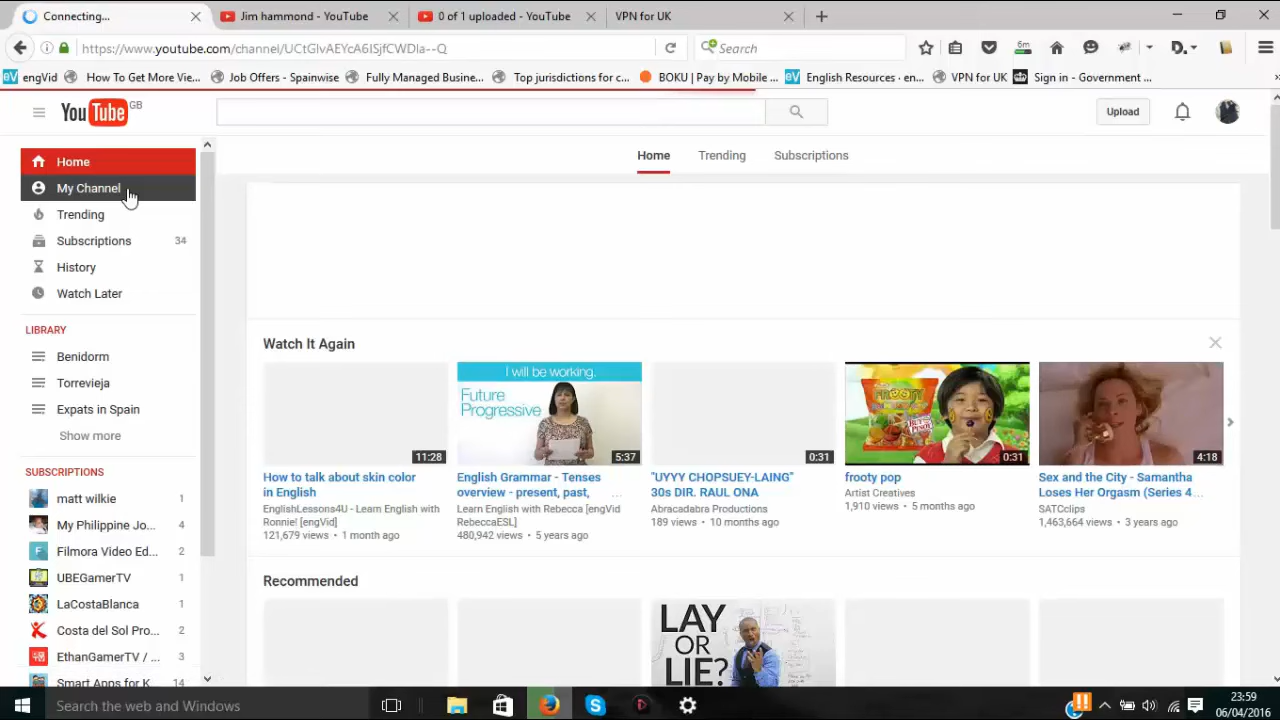 Connecting...
Jim hammond - YouTube
0 of 1 uploaded - YouTube
VPN for UK
https://www.youtube.com/channel/UCtGfvAEYcA6ISjfCWDIa--Q
Search
6m
D.
engVid
How To Get More Vie...
Job Offers - Spanish
Fully Managed Busine...
Top jurisdictions for c...
BOKU | Pay by Mobile ...
English Resources · en...
VPN for UK
Sign in - Government ...
YouTube GB
Upload
Home
Trending
Subscriptions
Home
My Channel
Trending
Subscriptions 34
History
Watch Later
LIBRARY
Benidorm
Torrevieja
Expats in Spain
Show more
SUBSCRIPTIONS
matt wilkie 1
My Philippine Jo... 4
Filmora Video Ed... 2
UBEGamerTV 1
LaCostaBlanca 1
Costa del Sol Pro... 2
EthanGamerTV / ... 3
Smart Apps for K... 14
Watch It Again
11:28
How to talk about skin color
in English
EnglishLessons4U - Learn English with
Ronnie! [engVid]
121,679 views • 1 month ago
I will be working.
Future
Progressive
5:37
English Grammar - Tenses
overview - present, past, ...
Learn English with Rebecca [engVid
RebeccaESL]
480,942 views • 5 years ago
0:31
"UYYY CHOPSUEY-LAING"
30s DIR. RAUL ONA
Abracadabra Productions
189 views • 10 months ago
FROOTY
0:31
frooty pop
Artist Creatives
1,910 views • 5 months ago
4:18
Sex and the City - Samantha
Loses Her Orgasm (Series 4 ...
SATCclips
1,463,664 views • 3 years ago
Recommended
LAY
OR
LIE?
Search the web and Windows
23:59
06/04/2016